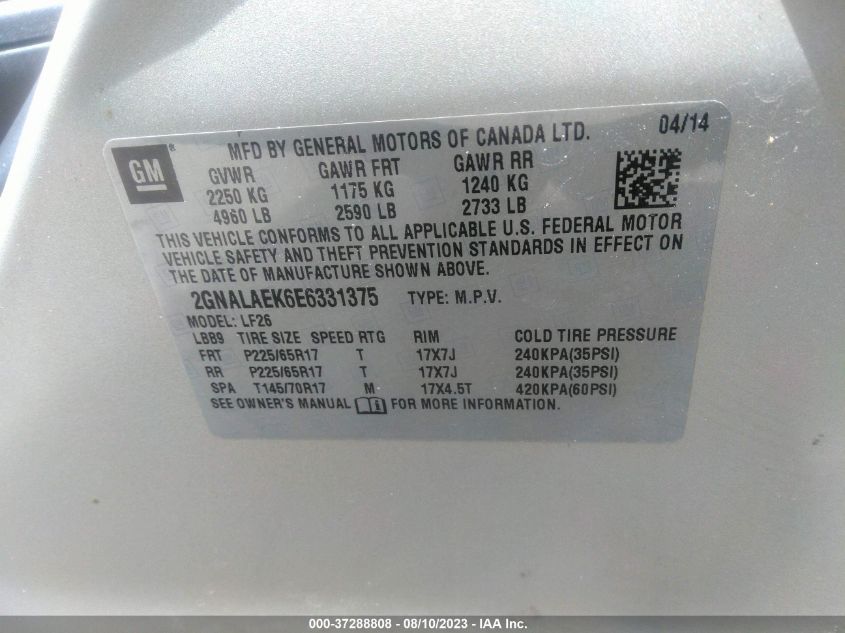 GM ® MFD BY GENERAL MOTORS OF CANADA LTD. 04/14
GVWR GAWR FRT GAWR RR
2250 KG 1175 KG 1240 KG
4960 LB 2590 LB 2733 LB
THIS VEHICLE CONFORMS TO ALL APPLICABLE U.S. FEDERAL MOTOR
VEHICLE SAFETY AND THEFT PREVENTION STANDARDS IN EFFECT ON
THE DATE OF MANUFACTURE SHOWN ABOVE.
2GNALAEK6E6331375 TYPE: M.P.V.
MODEL: LF26
LBB9 TIRE SIZE SPEED RTG RIM COLD TIRE PRESSURE
FRT P225/65R17 T 17X7J 240KPA(35PSI)
RR P225/65R17 T 17X7J 240KPA(35PSI)
SPA T145/70R17 M 17X4.5T 420KPA(60PSI)
SEE OWNER'S MANUAL FOR MORE INFORMATION.
000-37288808 - 08/10/2023 - IAA Inc.